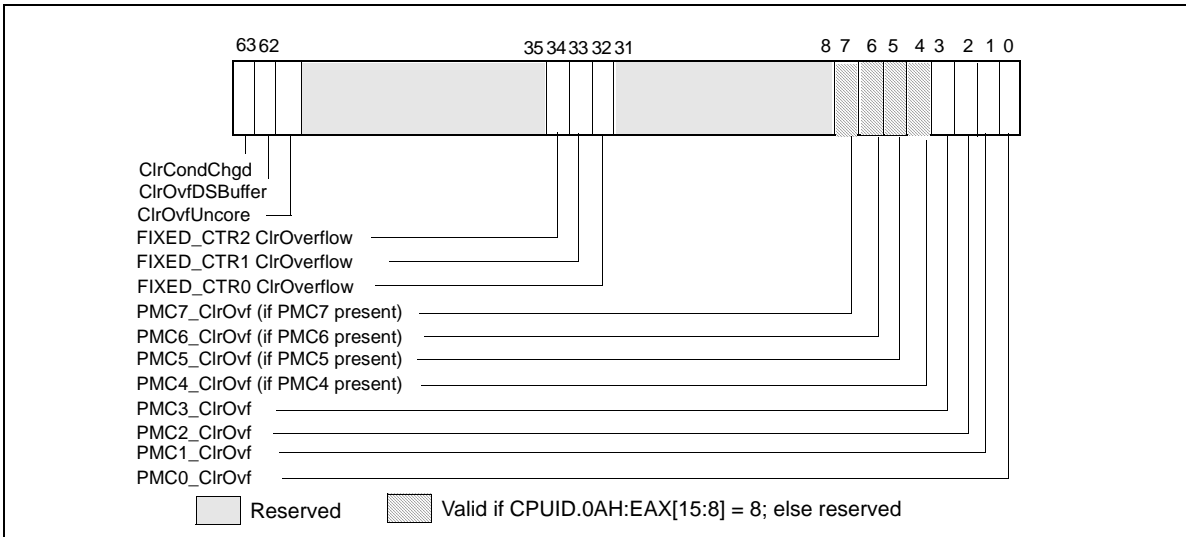 63 62 35 34 33 32 31 8 7 6 5 4 3 2 1 0
ClrCondChgd
ClrOvfDSBuffer
ClrOvfUncore
FIXED_CTR2 ClrOverflow
FIXED_CTR1 ClrOverflow
FIXED_CTR0 ClrOverflow
PMC7_ClrOvf (if PMC7 present)
PMC6_ClrOvf (if PMC6 present)
PMC5_ClrOvf (if PMC5 present)
PMC4_ClrOvf (if PMC4 present)
PMC3_ClrOvf
PMC2_ClrOvf
PMC1_ClrOvf
PMC0_ClrOvf
Reserved Valid if CPUID.0AH:EAX[15:8] = 8; else reserved